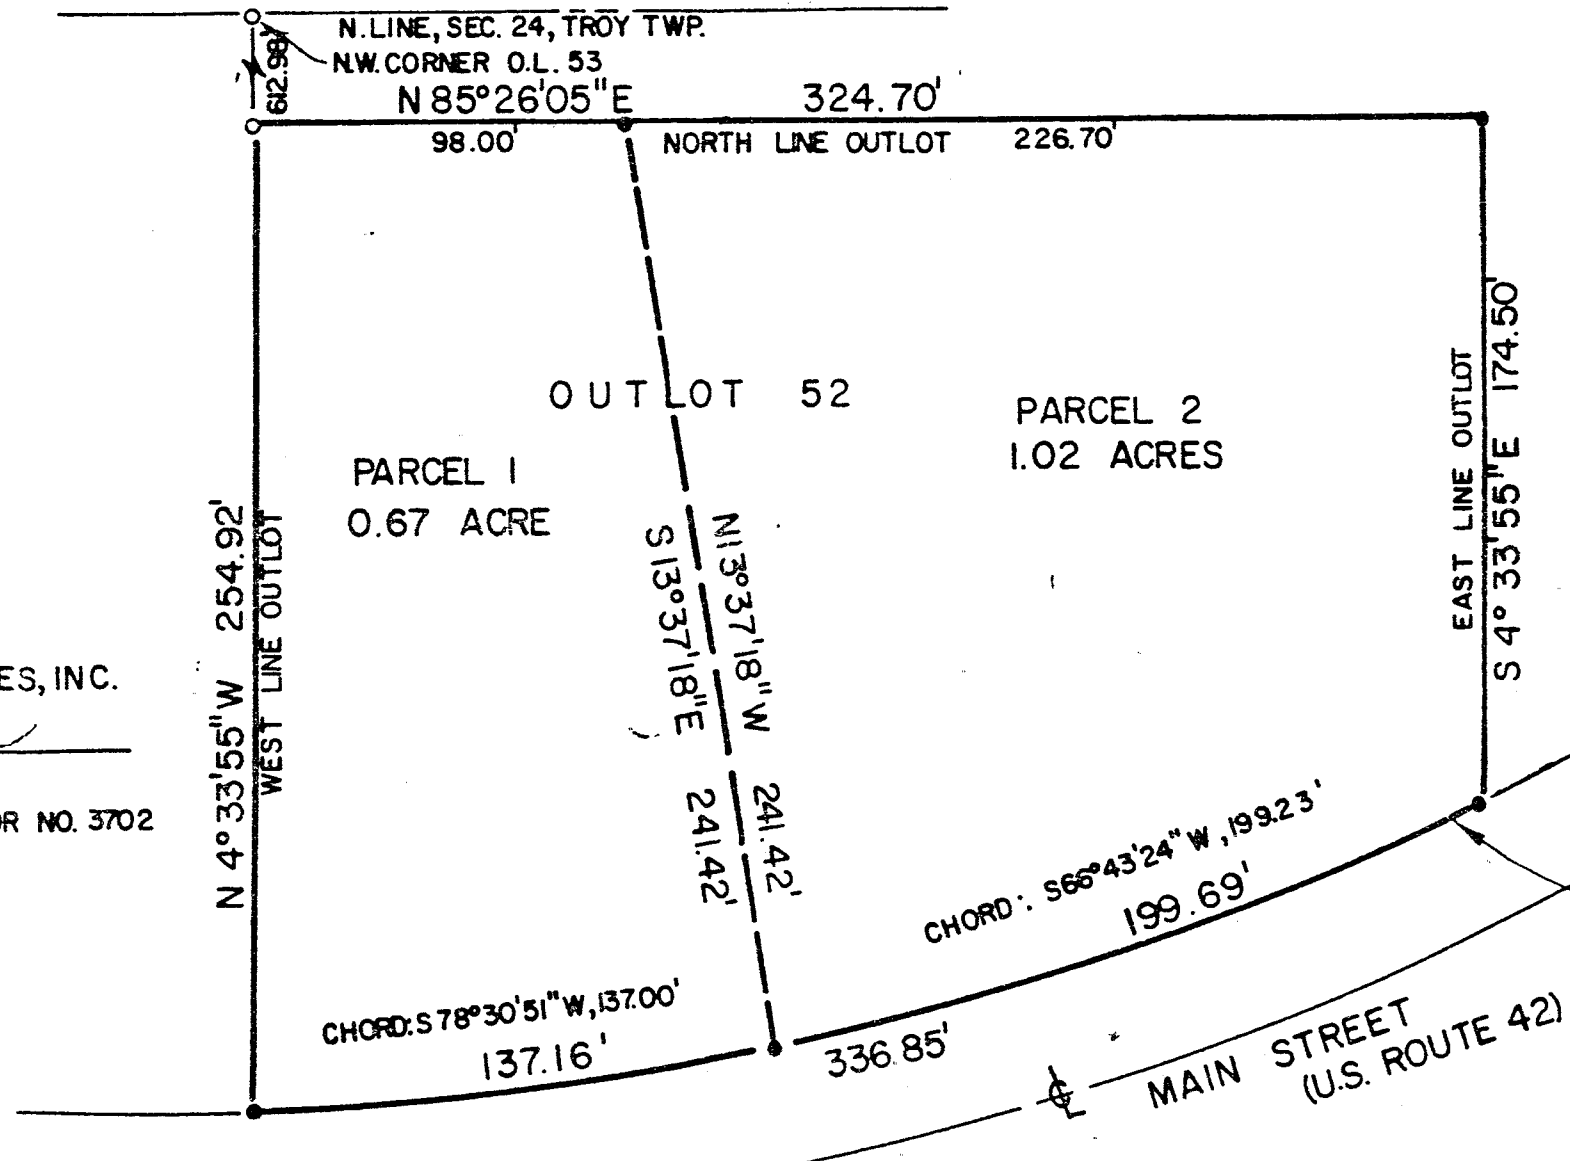 N. LINE, SEC. 24, TROY TWP.
N.W. CORNER O.L. 53
612.98'
N 85°26'05"E 324.70'
98.00' NORTH LINE OUTLOT 226.70'
OUTLOT 52
PARCEL 1
0.67 ACRE
PARCEL 2
1.02 ACRES
N 4°33'55"W 254.92'
WEST LINE OUTLOT
S 13°37'18"E 241.42'
N13°37'18"W 241.42'
EAST LINE OUTLOT
S 4°33'55"E 174.50'
ES, INC.
OR NO. 3702
CHORD: S66°43'24"W, 199.23'
199.69'
CHORD: S78°30'51"W, 137.00'
137.16'
336.85'
℄ MAIN STREET
(U.S. ROUTE 42)